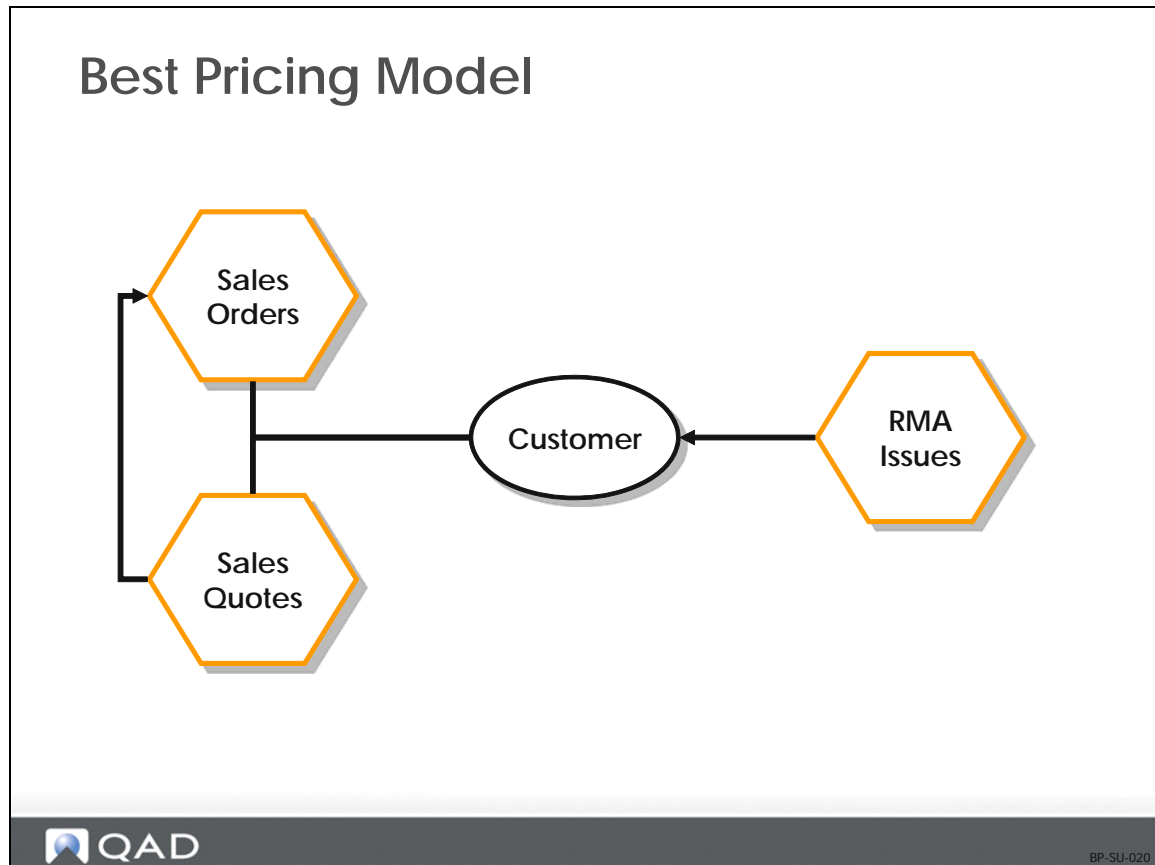 Best Pricing Model
Sales
Orders
Customer
RMA
Issues
Sales
Quotes
QAD
BP-SU-020